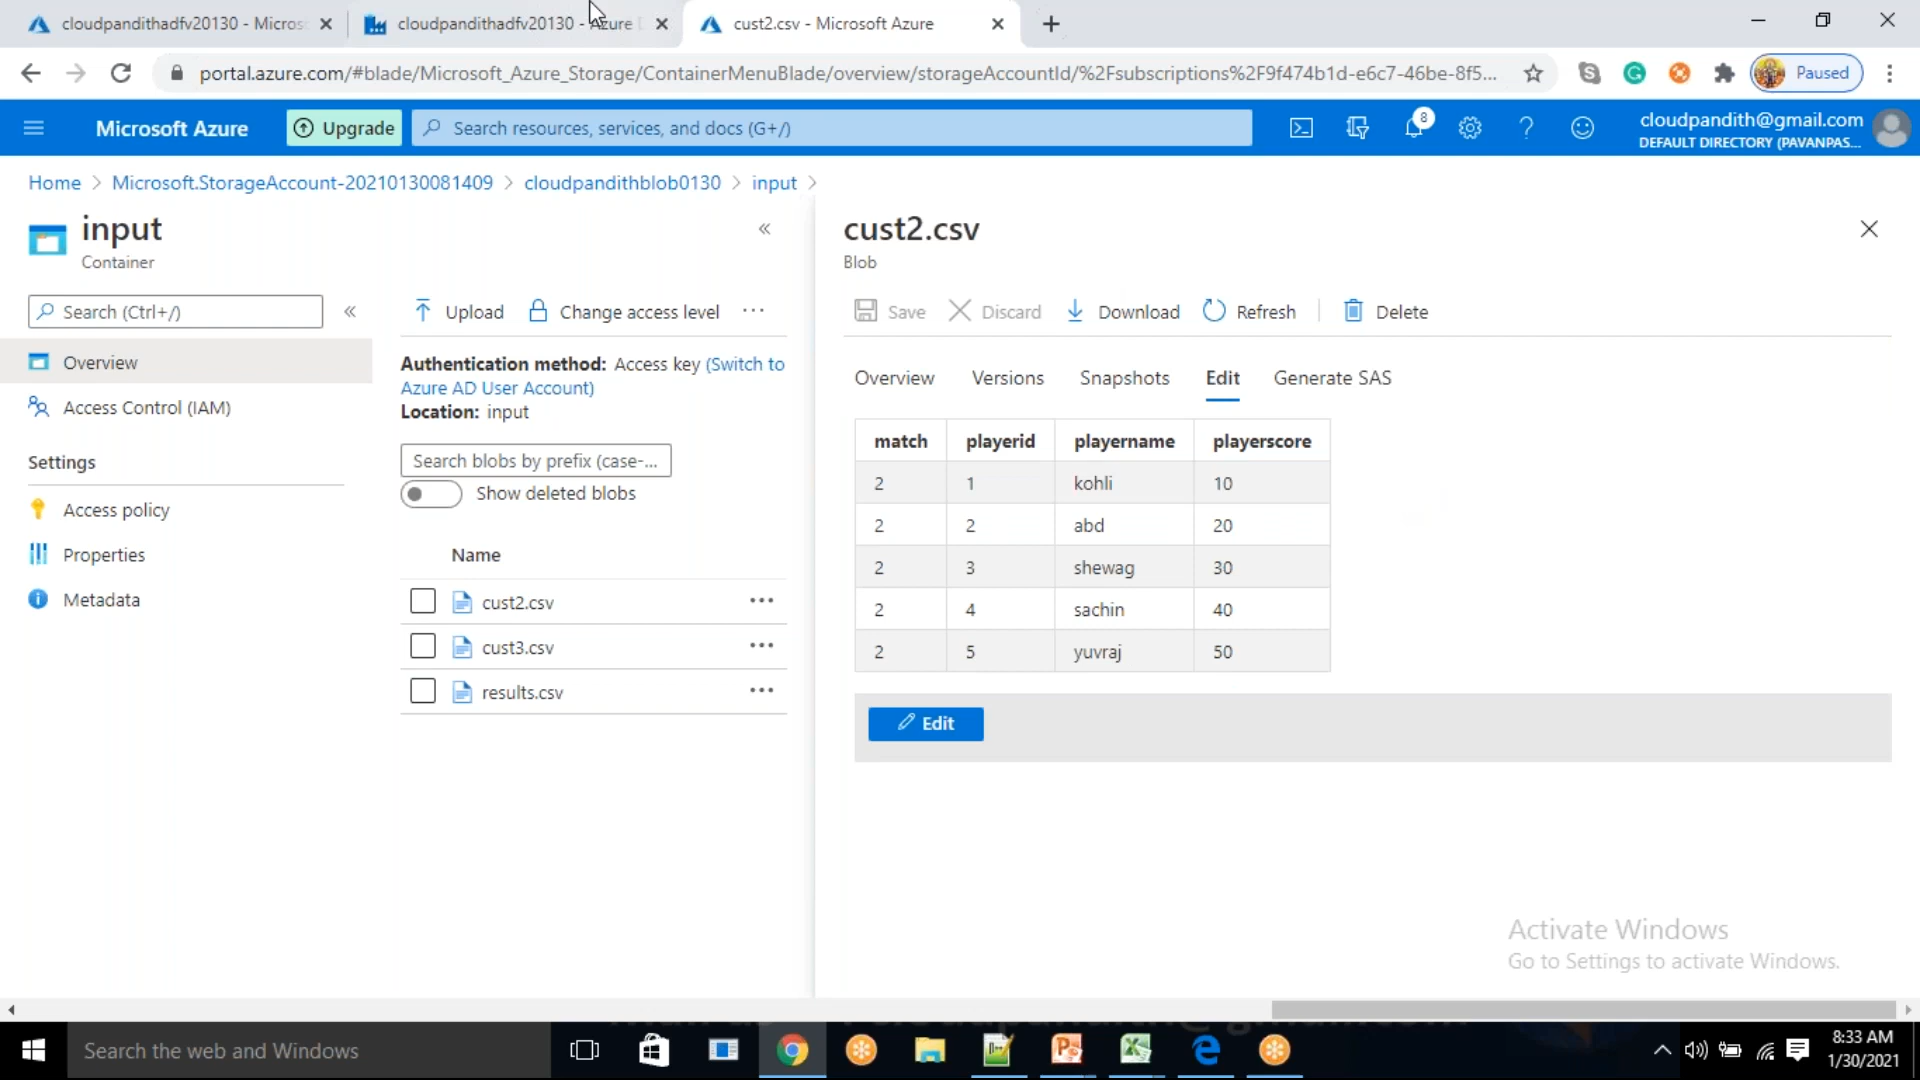 cloudpandithadfv20130 - Micros
cloudpandithadfv20130 - Azure D
cust2.csv - Microsoft Azure
portal.azure.com/#blade/Microsoft_Azure_Storage/ContainerMenuBlade/overview/storageAccountId/%2Fsubscriptions%2F9f474b1d-e6c7-46be-8f5...
Paused
Microsoft Azure
Upgrade
Search resources, services, and docs (G+/)
8
cloudpandith@gmail.com
DEFAULT DIRECTORY (PAVANPAS...
Home > Microsoft.StorageAccount-20210130081409 > cloudpandithblob0130 > input >
input
Container
Search (Ctrl+/)
Overview
Access Control (IAM)
Settings
Access policy
Properties
Metadata
Upload Change access level ...
Authentication method: Access key (Switch to
Azure AD User Account)
Location: input
Search blobs by prefix (case-...
Show deleted blobs
Name
cust2.csv ...
cust3.csv ...
results.csv ...
cust2.csv
Blob
Save Discard Download Refresh Delete
Overview Versions Snapshots Edit Generate SAS
match playerid playername playerscore
2 1 kohli 10
2 2 abd 20
2 3 shewag 30
2 4 sachin 40
2 5 yuvraj 50
Edit
Activate Windows
Go to Settings to activate Windows.
Search the web and Windows
8:33 AM
1/30/2021